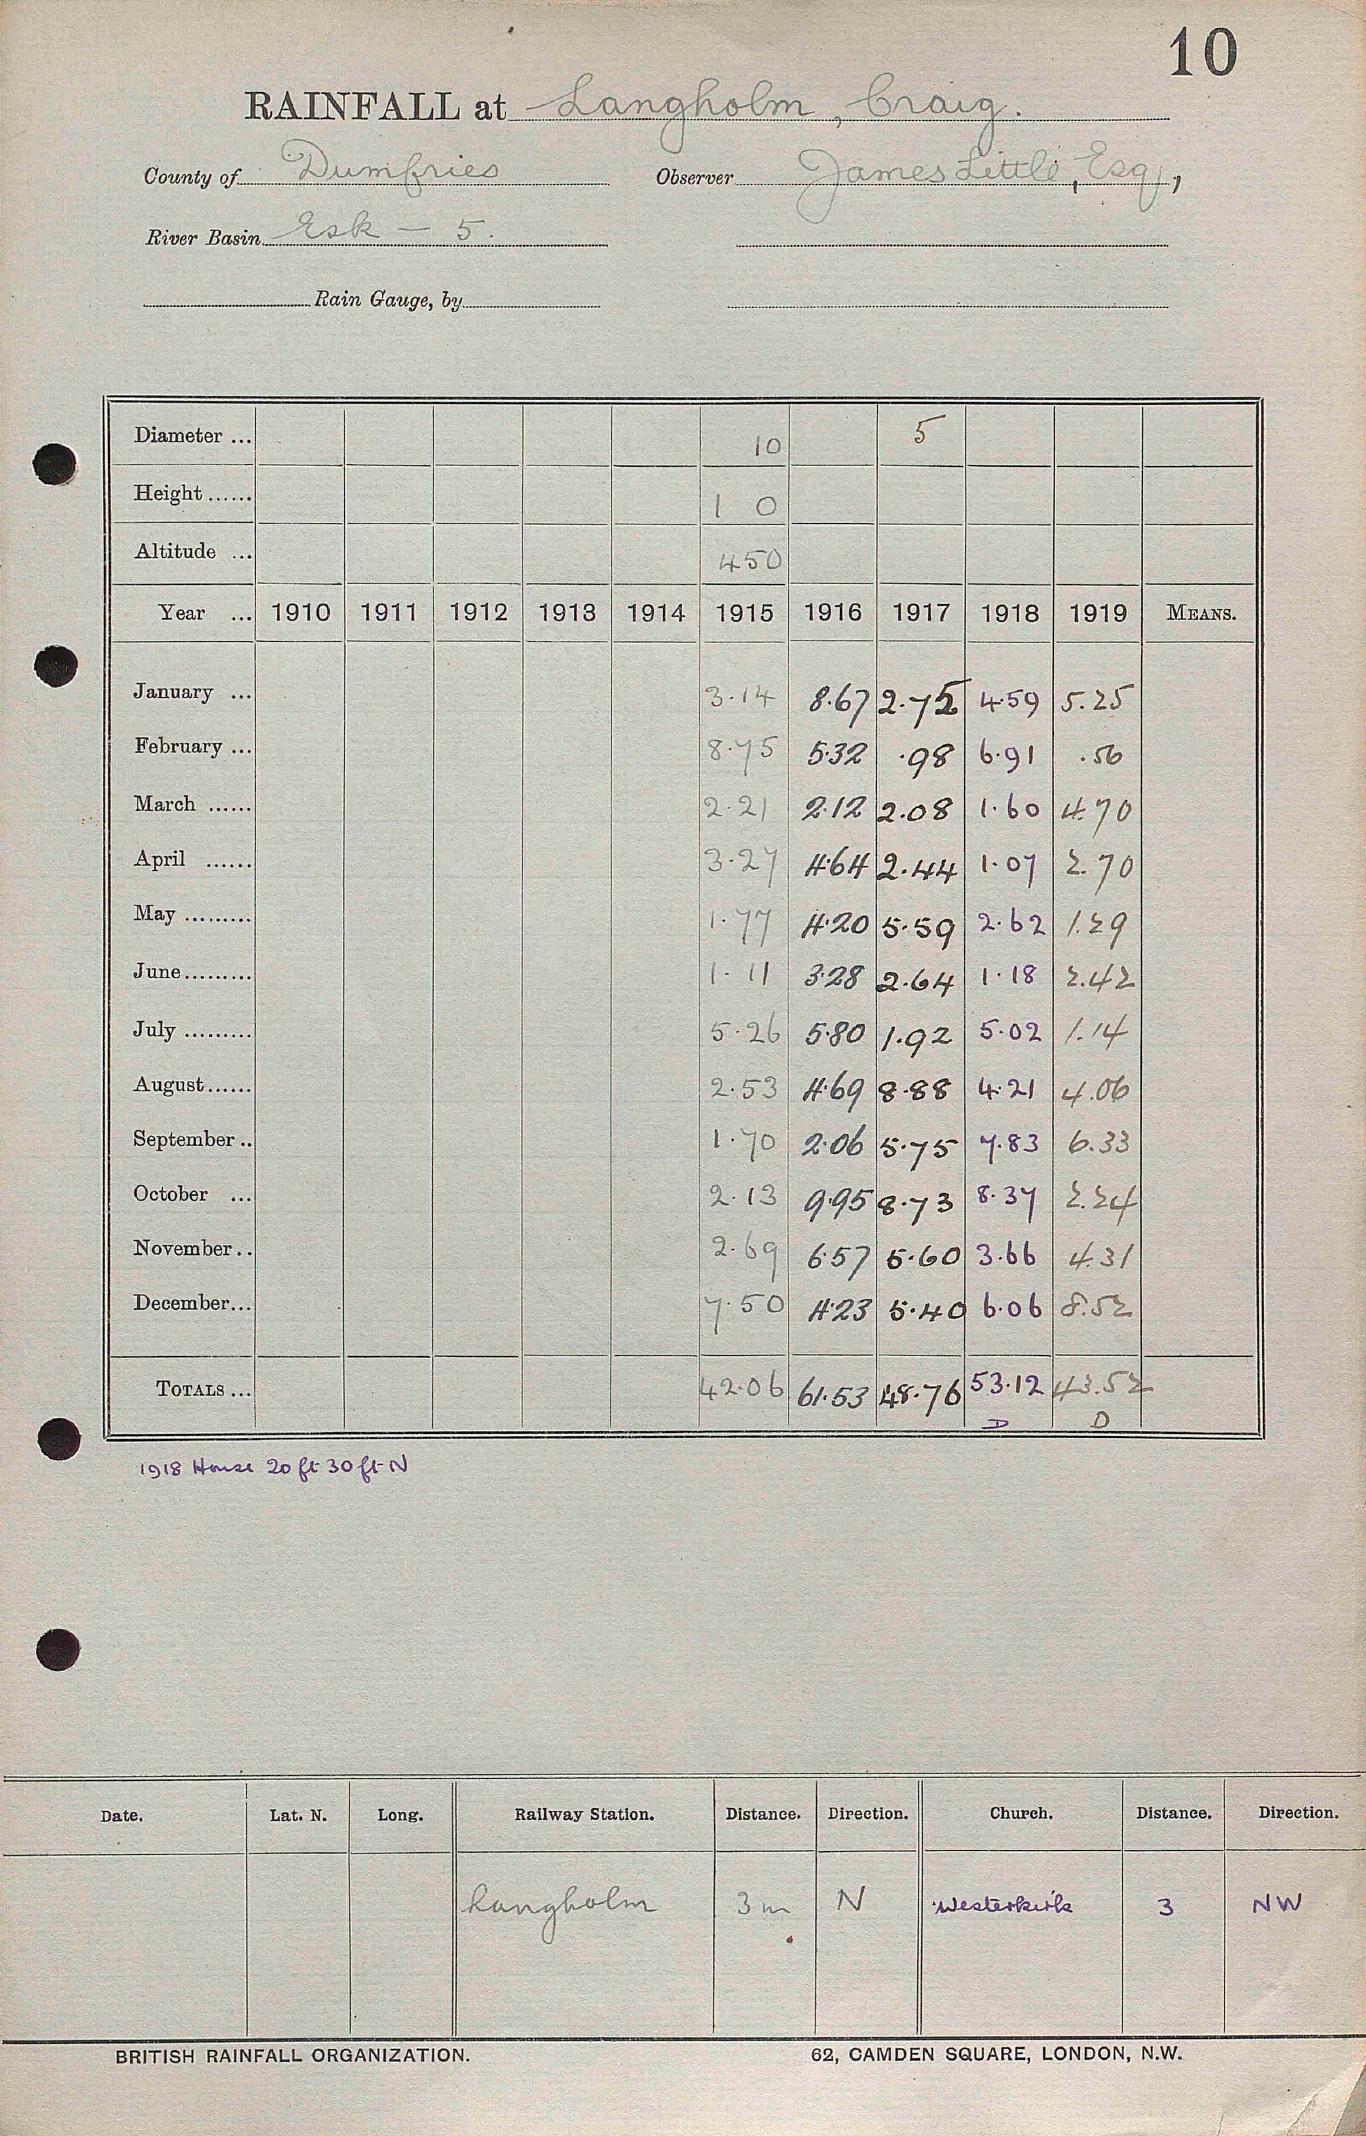 10
RAINFALL at Langholm, Craig.
County of Dumfries Observer James Little, Esq.,
River Basin Esk — 5.
Rain Gauge, by
Diameter ... 10 5
Height ...... 1 0
Altitude ... 450
Year ... 1910 1911 1912 1913 1914 1915 1916 1917 1918 1919 MEANS.
January ... 3.14 8.67 2.75 4.59 5.25
February ... 8.75 5.32 .98 6.91 .56
March ...... 2.21 2.12 2.08 1.60 4.70
April ...... 3.27 4.64 2.44 1.07 2.70
May ......... 1.77 4.20 5.59 2.62 1.29
June ......... 1.11 3.28 2.64 1.18 2.42
July ......... 5.26 5.80 1.92 5.02 1.14
August ...... 2.53 4.69 8.88 4.21 4.06
September .. 1.70 2.06 5.75 7.83 6.33
October ... 2.13 9.95 8.73 8.37 2.24
November .. 2.69 6.57 5.60 3.66 4.31
December ... 7.50 4.23 5.40 6.06 8.52
TOTALS ... 42.06 61.53 48.76 53.12 43.52
D D
1918 House 20 ft 30 ft N
Date. Lat. N. Long. Railway Station. Distance. Direction. Church. Distance. Direction.
Langholm 3 m N Westerkirk 3 NW
BRITISH RAINFALL ORGANIZATION. 62, CAMDEN SQUARE, LONDON, N.W.